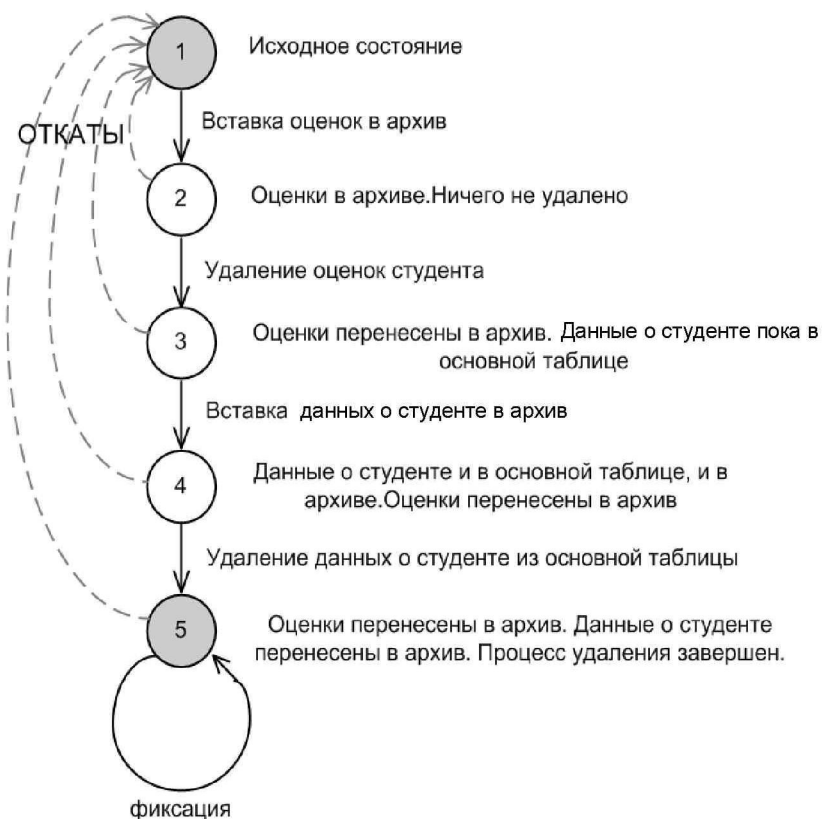 1
Исходное состояние
Вставка оценок в архив
ОТКАТЫ
2
Оценки в архиве.Ничего не удалено
Удаление оценок студента
3
Оценки перенесены в архив. Данные о студенте пока в
основной таблице
Вставка данных о студенте в архив
4
Данные о студенте и в основной таблице, и в
архиве.Оценки перенесены в архив
Удаление данных о студенте из основной таблицы
5
Оценки перенесены в архив. Данные о студенте
перенесены в архив. Процесс удаления завершен.
фиксация